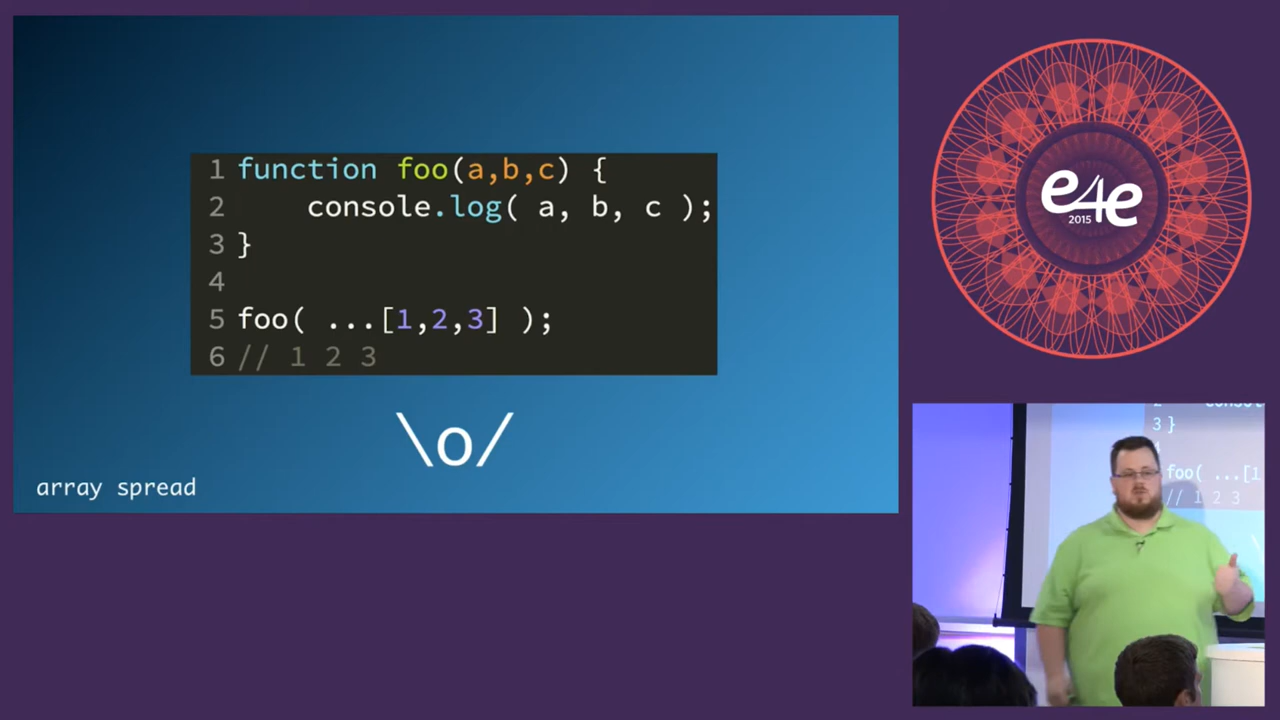 1 function foo(a,b,c) {
2     console.log( a, b, c );
3 }
4
5 foo( ...[1,2,3] );
6 // 1 2 3
\o/
array spread
e4e
2015
3 }
foo( ...[1
// 1 2 3